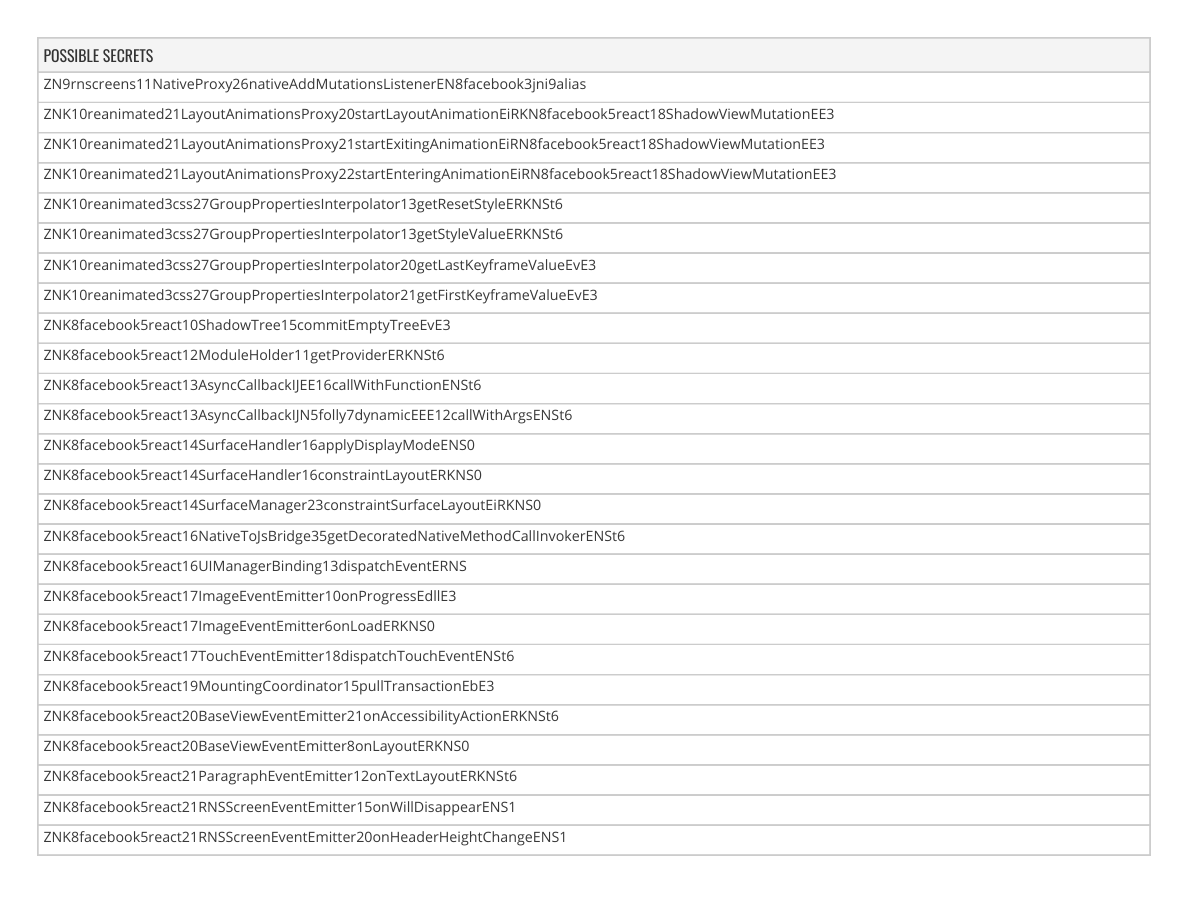 POSSIBLE SECRETS
ZN9rnscreens11NativeProxy26nativeAddMutationsListenerEN8facebook3jni9alias
ZNK10reanimated21LayoutAnimationsProxy20startLayoutAnimationEiRKN8facebook5react18ShadowViewMutationEE3
ZNK10reanimated21LayoutAnimationsProxy21startExitingAnimationEiRN8facebook5react18ShadowViewMutationEE3
ZNK10reanimated21LayoutAnimationsProxy22startEnteringAnimationEiRN8facebook5react18ShadowViewMutationEE3
ZNK10reanimated3css27GroupPropertiesInterpolator13getResetStyleERKNSt6
ZNK10reanimated3css27GroupPropertiesInterpolator13getStyleValueERKNSt6
ZNK10reanimated3css27GroupPropertiesInterpolator20getLastKeyframeValueEvE3
ZNK10reanimated3css27GroupPropertiesInterpolator21getFirstKeyframeValueEvE3
ZNK8facebook5react10ShadowTree15commitEmptyTreeEvE3
ZNK8facebook5react12ModuleHolder11getProviderERKNSt6
ZNK8facebook5react13AsyncCallbackIJEE16callWithFunctionENSt6
ZNK8facebook5react13AsyncCallbackIJN5folly7dynamicEEE12callWithArgsENSt6
ZNK8facebook5react14SurfaceHandler16applyDisplayModeENS0
ZNK8facebook5react14SurfaceHandler16constraintLayoutERKNS0
ZNK8facebook5react14SurfaceManager23constraintSurfaceLayoutEiRKNS0
ZNK8facebook5react16NativeToJsBridge35getDecoratedNativeMethodCallInvokerENSt6
ZNK8facebook5react16UIManagerBinding13dispatchEventERNS
ZNK8facebook5react17ImageEventEmitter10onProgressEdllE3
ZNK8facebook5react17ImageEventEmitter6onLoadERKNS0
ZNK8facebook5react17TouchEventEmitter18dispatchTouchEventENSt6
ZNK8facebook5react19MountingCoordinator15pullTransactionEbE3
ZNK8facebook5react20BaseViewEventEmitter21onAccessibilityActionERKNSt6
ZNK8facebook5react20BaseViewEventEmitter8onLayoutERKNS0
ZNK8facebook5react21ParagraphEventEmitter12onTextLayoutERKNSt6
ZNK8facebook5react21RNSScreenEventEmitter15onWillDisappearENS1
ZNK8facebook5react21RNSScreenEventEmitter20onHeaderHeightChangeENS1